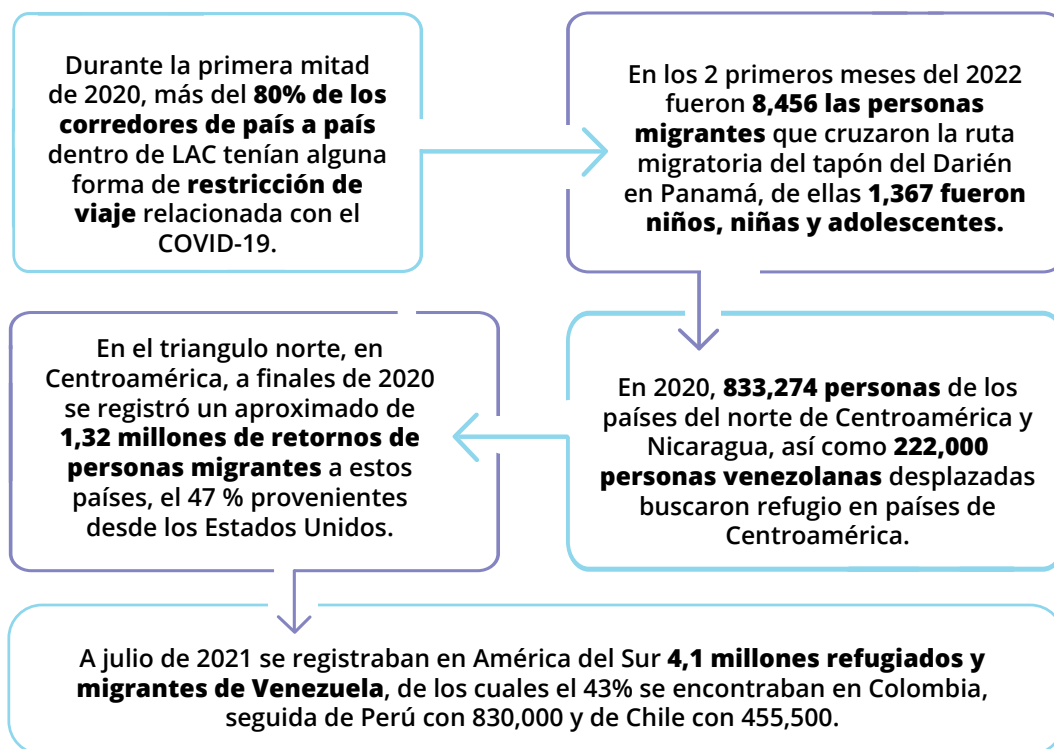 Durante la primera mitad
de 2020, más del 80% de los
corredores de país a país
dentro de LAC tenían alguna
forma de restricción de
viaje relacionada con el
COVID-19.
En los 2 primeros meses del 2022
fueron 8,456 las personas
migrantes que cruzaron la ruta
migratoria del tapón del Darién
en Panamá, de ellas 1,367 fueron
niños, niñas y adolescentes.
En 2020, 833,274 personas de los
países del norte de Centroamérica y
Nicaragua, así como 222,000
personas venezolanas desplazadas
buscaron refugio en países de
Centroamérica.
En el triangulo norte, en
Centroamérica, a finales de 2020
se registró un aproximado de
1,32 millones de retornos de
personas migrantes a estos
países, el 47 % provenientes
desde los Estados Unidos.
A julio de 2021 se registraban en América del Sur 4,1 millones refugiados y
migrantes de Venezuela, de los cuales el 43% se encontraban en Colombia,
seguida de Perú con 830,000 y de Chile con 455,500.